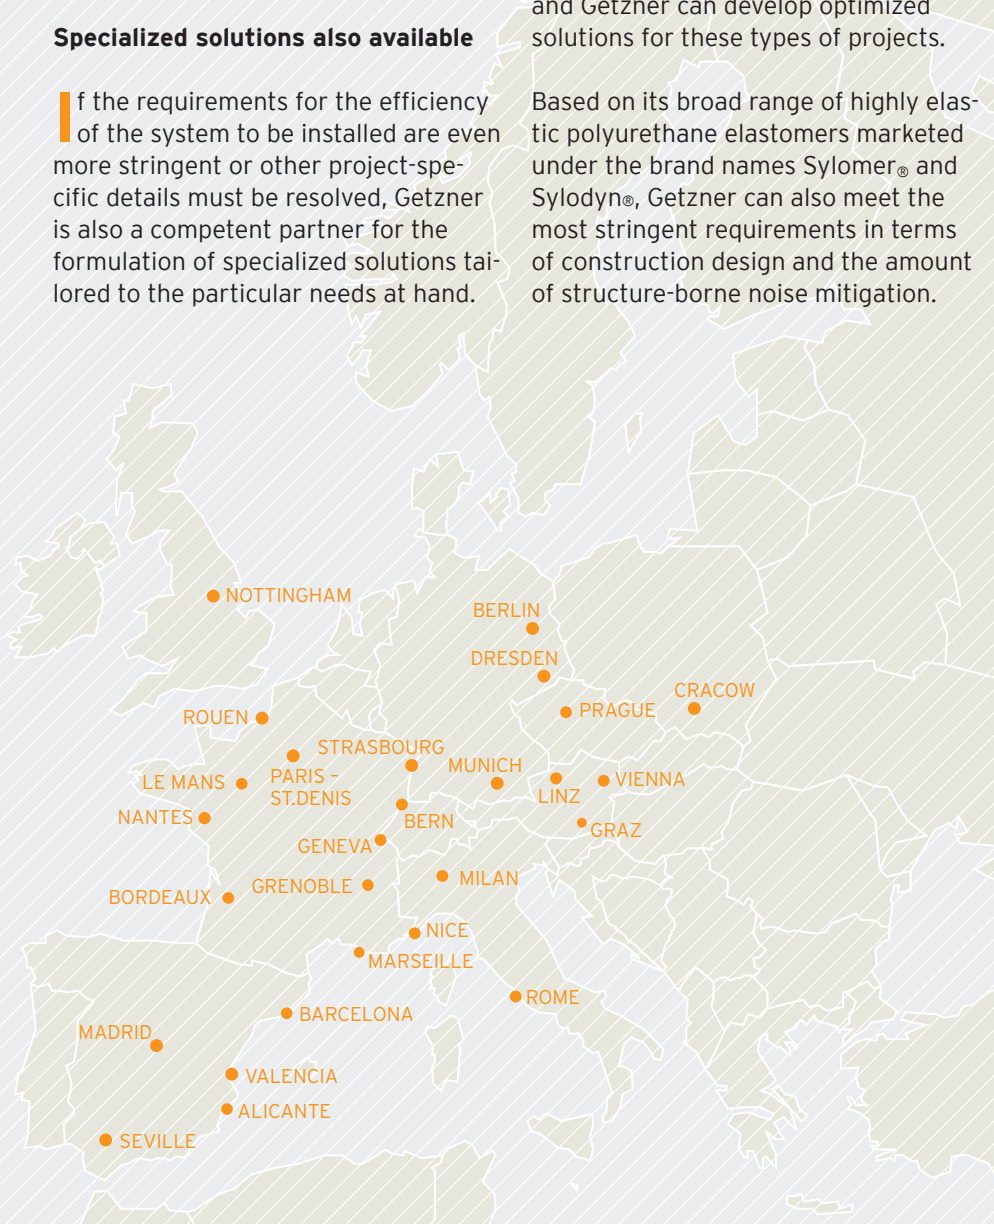 Specialized solutions also available
If the requirements for the efficiency
of the system to be installed are even
more stringent or other project-spe-
cific details must be resolved, Getzner
is also a competent partner for the
formulation of specialized solutions tai-
lored to the particular needs at hand.
and Getzner can develop optimized
solutions for these types of projects.
Based on its broad range of highly elas-
tic polyurethane elastomers marketed
under the brand names Sylomer® and
Sylodyn®, Getzner can also meet the
most stringent requirements in terms
of construction design and the amount
of structure-borne noise mitigation.
NOTTINGHAM
BERLIN
DRESDEN
CRACOW
PRAGUE
ROUEN
STRASBOURG
MUNICH
PARIS –
ST.DENIS
LE MANS
LINZ
VIENNA
NANTES
BERN
GRAZ
GENEVA
GRENOBLE
MILAN
BORDEAUX
NICE
MARSEILLE
ROME
BARCELONA
MADRID
VALENCIA
ALICANTE
SEVILLE